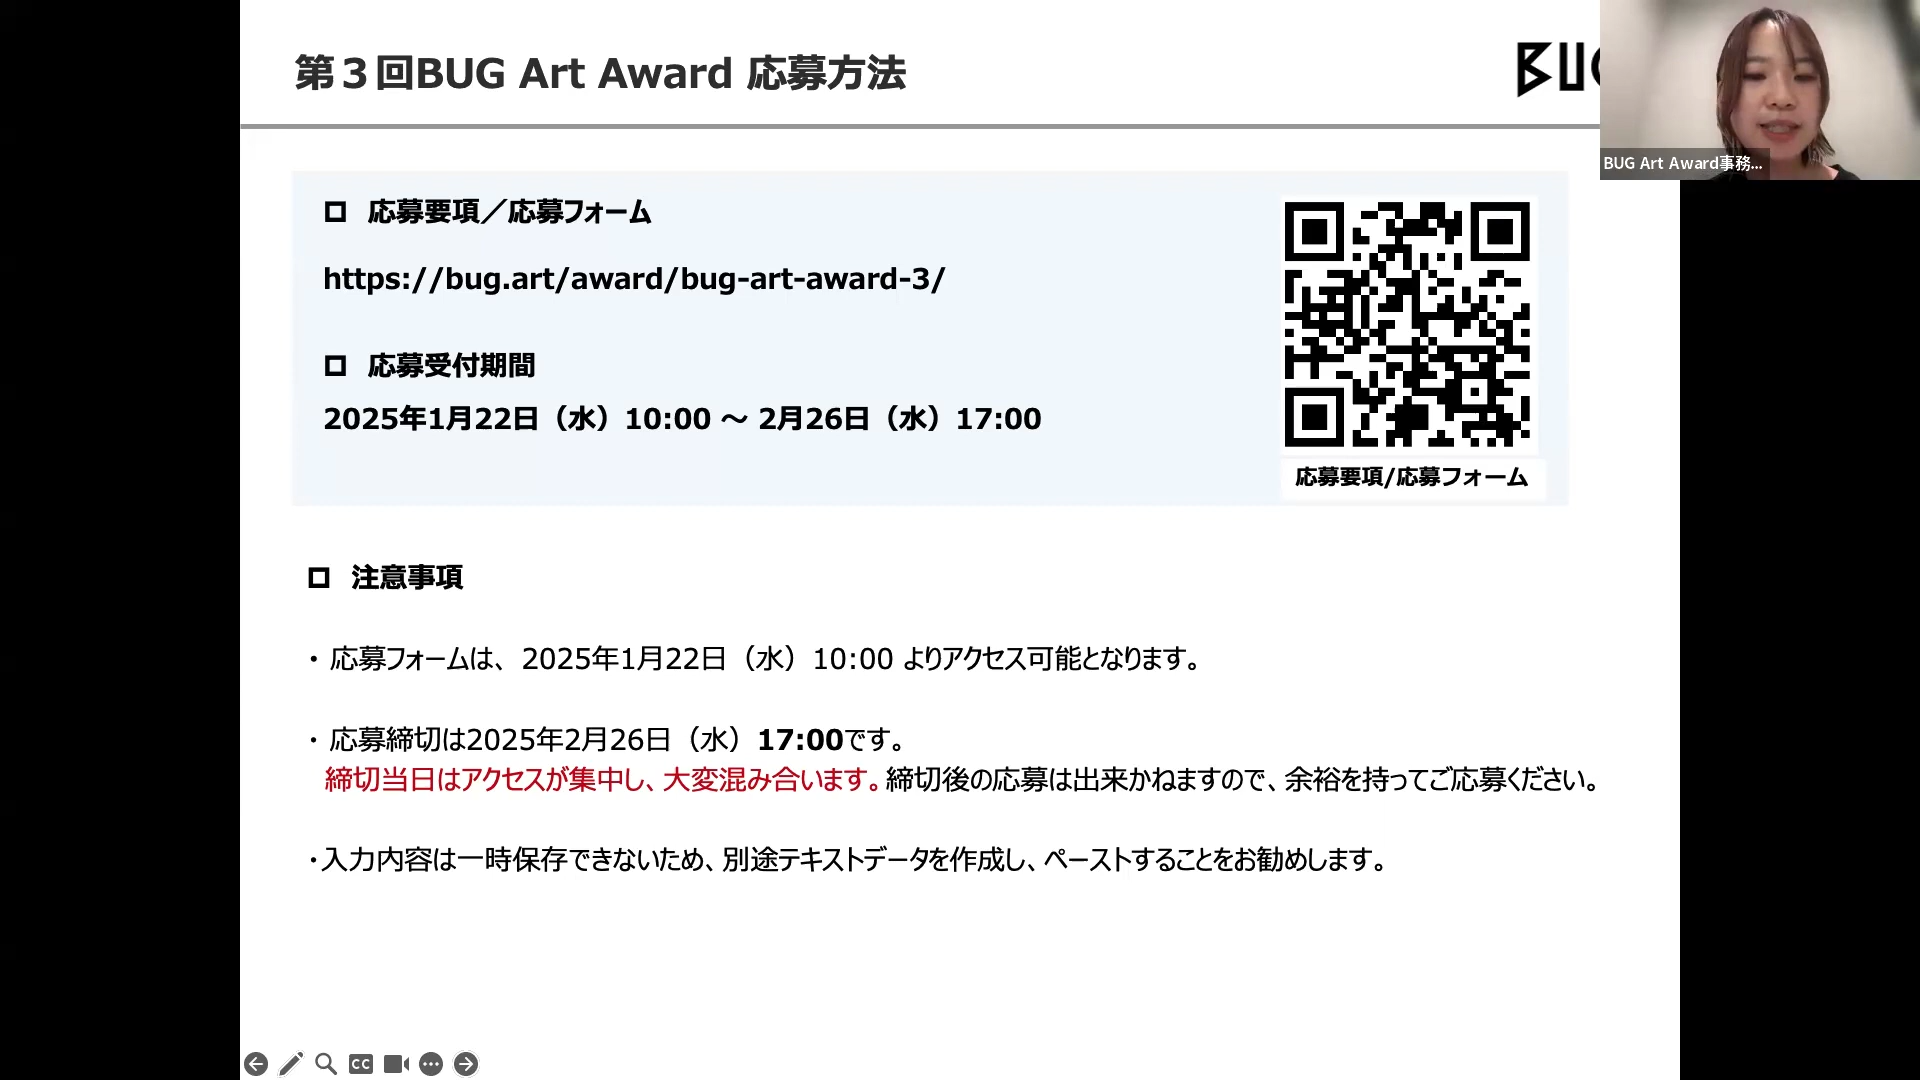 第３回BUG Art Award 応募方法
BUG
BUG Art Award事務...
応募要項／応募フォーム
https://bug.art/award/bug-art-award-3/
応募受付期間
2025年1月22日（水）10:00 ～ 2月26日（水）17:00
応募要項/応募フォーム
注意事項
・応募フォームは、2025年1月22日（水）10:00 よりアクセス可能となります。
・応募締切は2025年2月26日（水）17:00です。
締切当日はアクセスが集中し、大変混み合います。締切後の応募は出来かねますので、余裕を持ってご応募ください。
・入力内容は一時保存できないため、別途テキストデータを作成し、ペーストすることをお勧めします。
CC